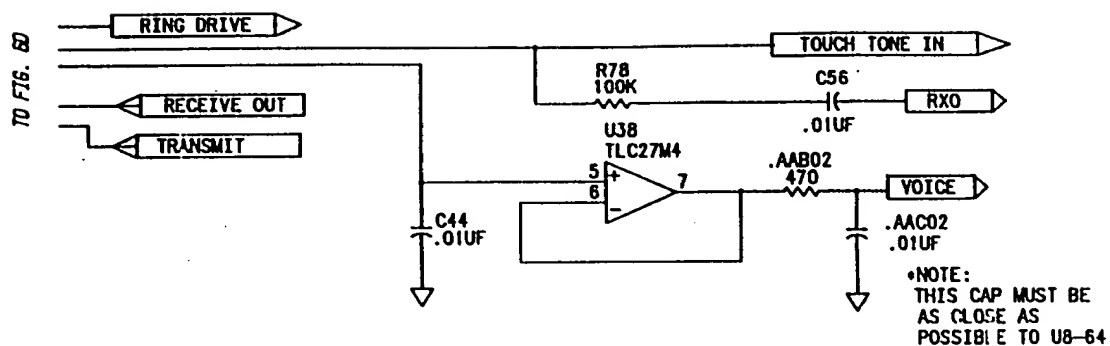 RING DRIVE
TO FIG. 6D
TOUCH TONE IN
R78
100K
C56
.01UF
RXO
RECEIVE OUT
TRANSMIT
U38
TLC27M4
5
+
6
-
7
.AAB02
470
VOICE
C44
.01UF
.AAC02
.01UF
*NOTE:
THIS CAP MUST BE
AS CLOSE AS
POSSIBLE TO U8-64